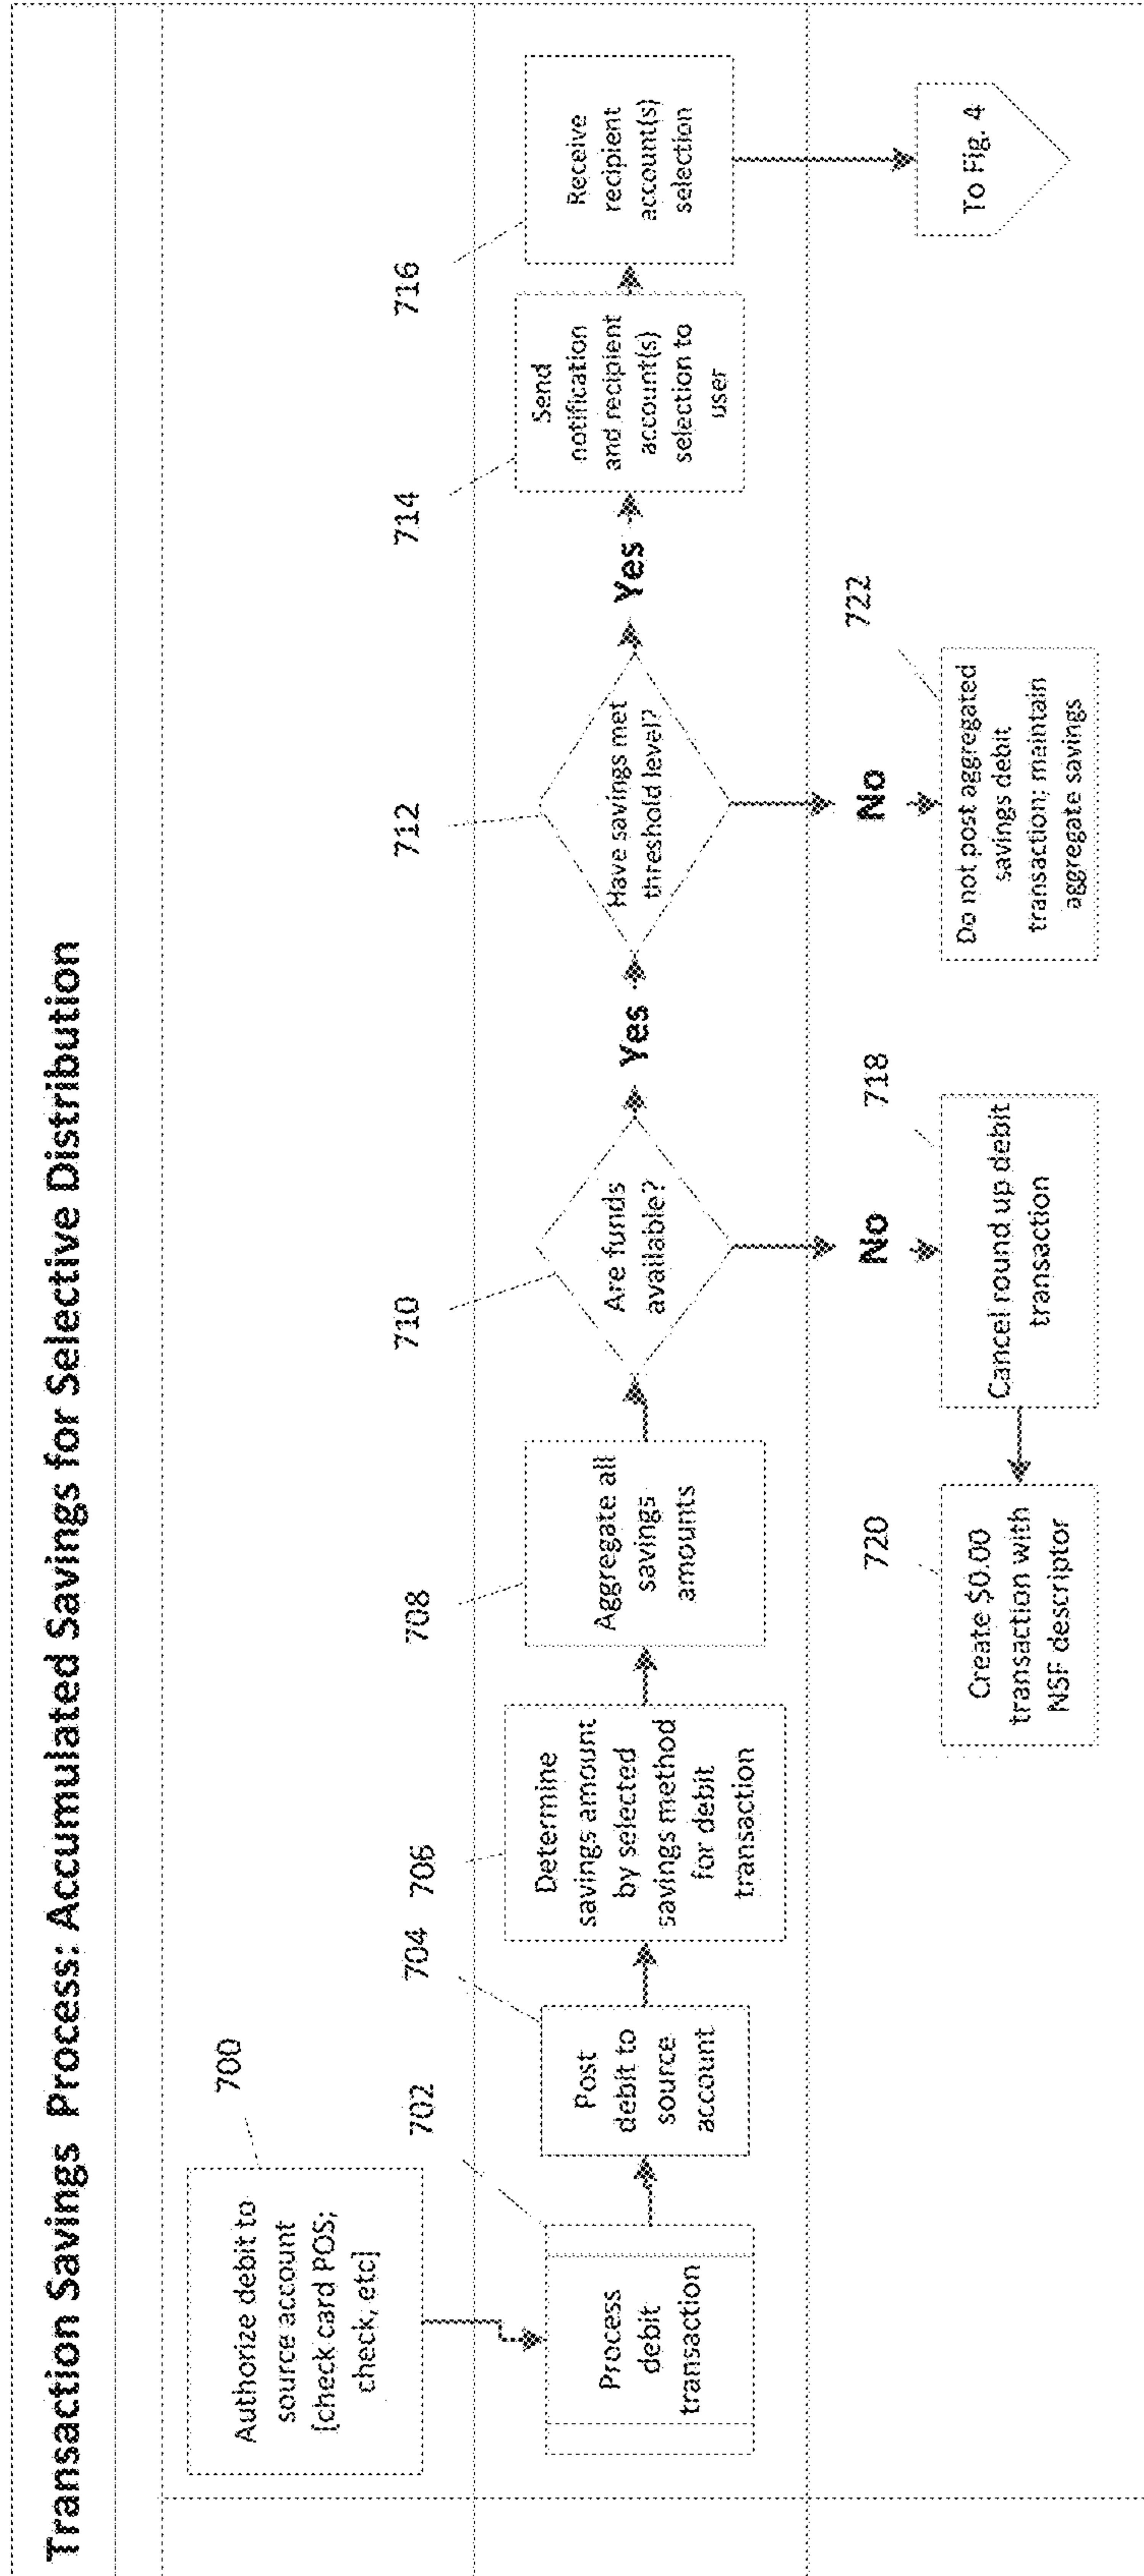 Transaction Savings Process: Accumulated Savings for Selective Distribution
700
Authorize debit to
source account
[check card POS;
check, etc]
702
Process
debit
transaction
704
Post
debit to
source
account
706
Determine
savings amount
by selected
savings method
for debit
transaction
708
Aggregate all
savings
amounts
710
Are funds
available?
Yes
712
Have savings met
threshold level?
Yes
714
Send
notification
and recipient
account(s)
selection to
user
716
Receive
recipient
account(s)
selection
To Fig. 4
No
718
Cancel round up debit
transaction
720
Create $0.00
transaction with
NSF descriptor
No
722
Do not post aggregated
savings debit
transaction; maintain
aggregate savings